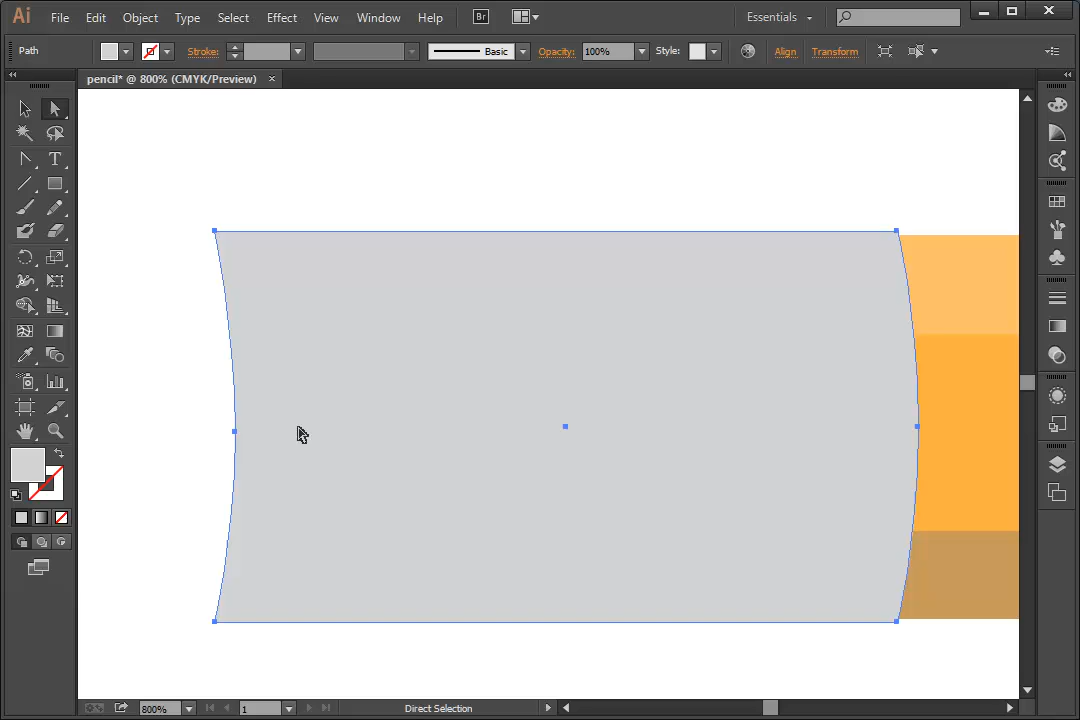 Ai File Edit Object Type Select Effect View Window Help Br Essentials
Path Stroke: Basic Opacity: 100% Style: Align Transform
pencil* @ 800% (CMYK/Preview)
T
800% 1 Direct Selection